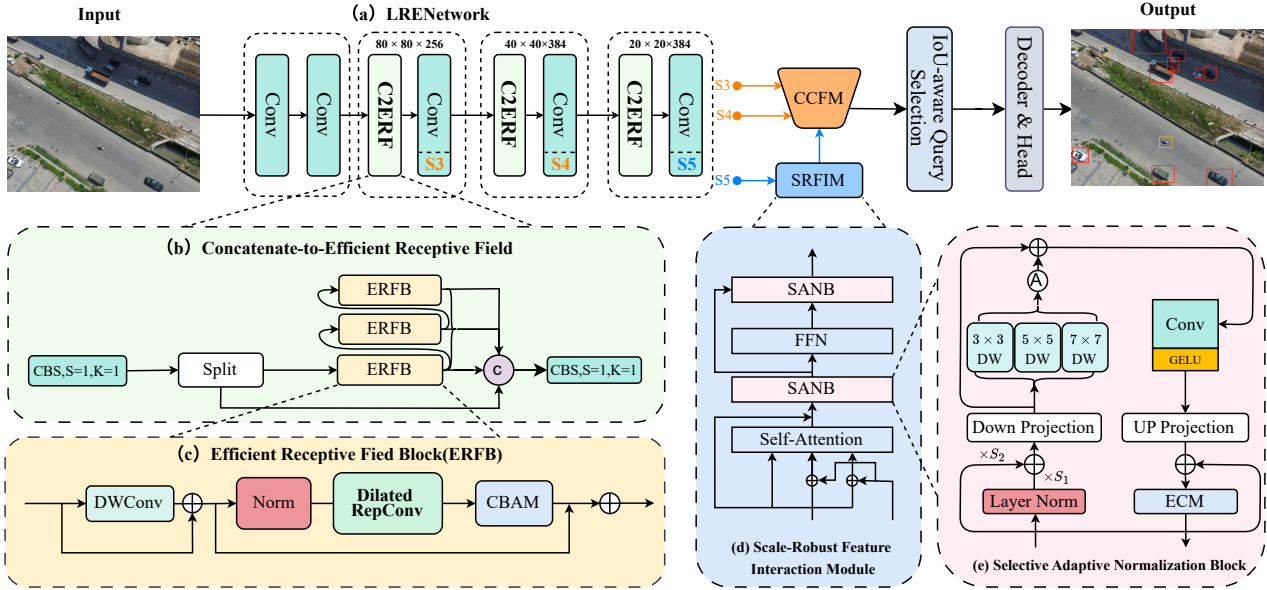 Input
(a) LRENetwork
Output
80 × 80 × 256
40 × 40×384
20 × 20×384
Conv
Conv
C2ERF
Conv
S3
C2ERF
Conv
S4
C2ERF
Conv
S5
S3
S4
S5
CCFM
SRFIM
IoU-aware Query
Selection
Decoder & Head
(b) Concatenate-to-Efficient Receptive Field
ERFB
ERFB
ERFB
CBS,S=1,K=1
Split
C
CBS,S=1,K=1
(c) Efficient Receptive Fied Block(ERFB)
DWConv
Norm
Dilated
RepConv
CBAM
SANB
FFN
SANB
Self-Attention
(d) Scale-Robust Feature
Interaction Module
A
3 × 3
DW
5 × 5
DW
7 × 7
DW
Conv
GELU
Down Projection
UP Projection
×S2
×S1
Layer Norm
ECM
(e) Selective Adaptive Normalization Block